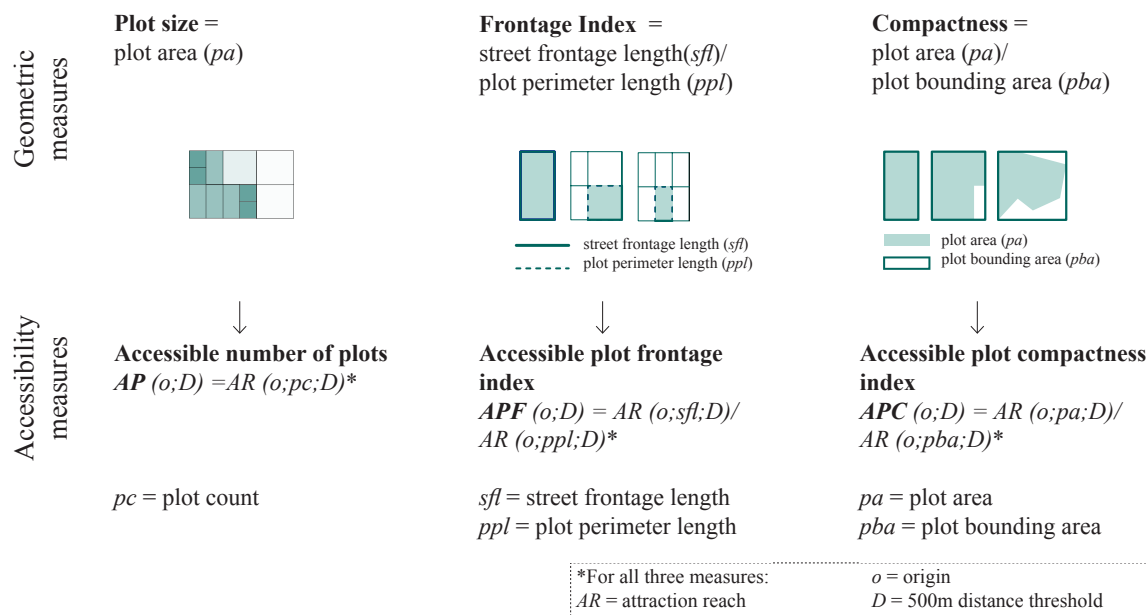 Geometric
measures
Plot size =
plot area (pa)
Frontage Index =
street frontage length(sfl)/
plot perimeter length (ppl)
street frontage length (sfl)
plot perimeter length (ppl)
Compactness =
plot area (pa)/
plot bounding area (pba)
plot area (pa)
plot bounding area (pba)
Accessibility
measures
Accessible number of plots
AP (o;D) =AR (o;pc;D)*
pc = plot count
Accessible plot frontage
index
APF (o;D) = AR (o;sfl;D)/
AR (o;ppl;D)*
sfl = street frontage length
ppl = plot perimeter length
Accessible plot compactness
index
APC (o;D) = AR (o;pa;D)/
AR (o;pba;D)*
pa = plot area
pba = plot bounding area
*For all three measures:
AR = attraction reach
o = origin
D = 500m distance threshold